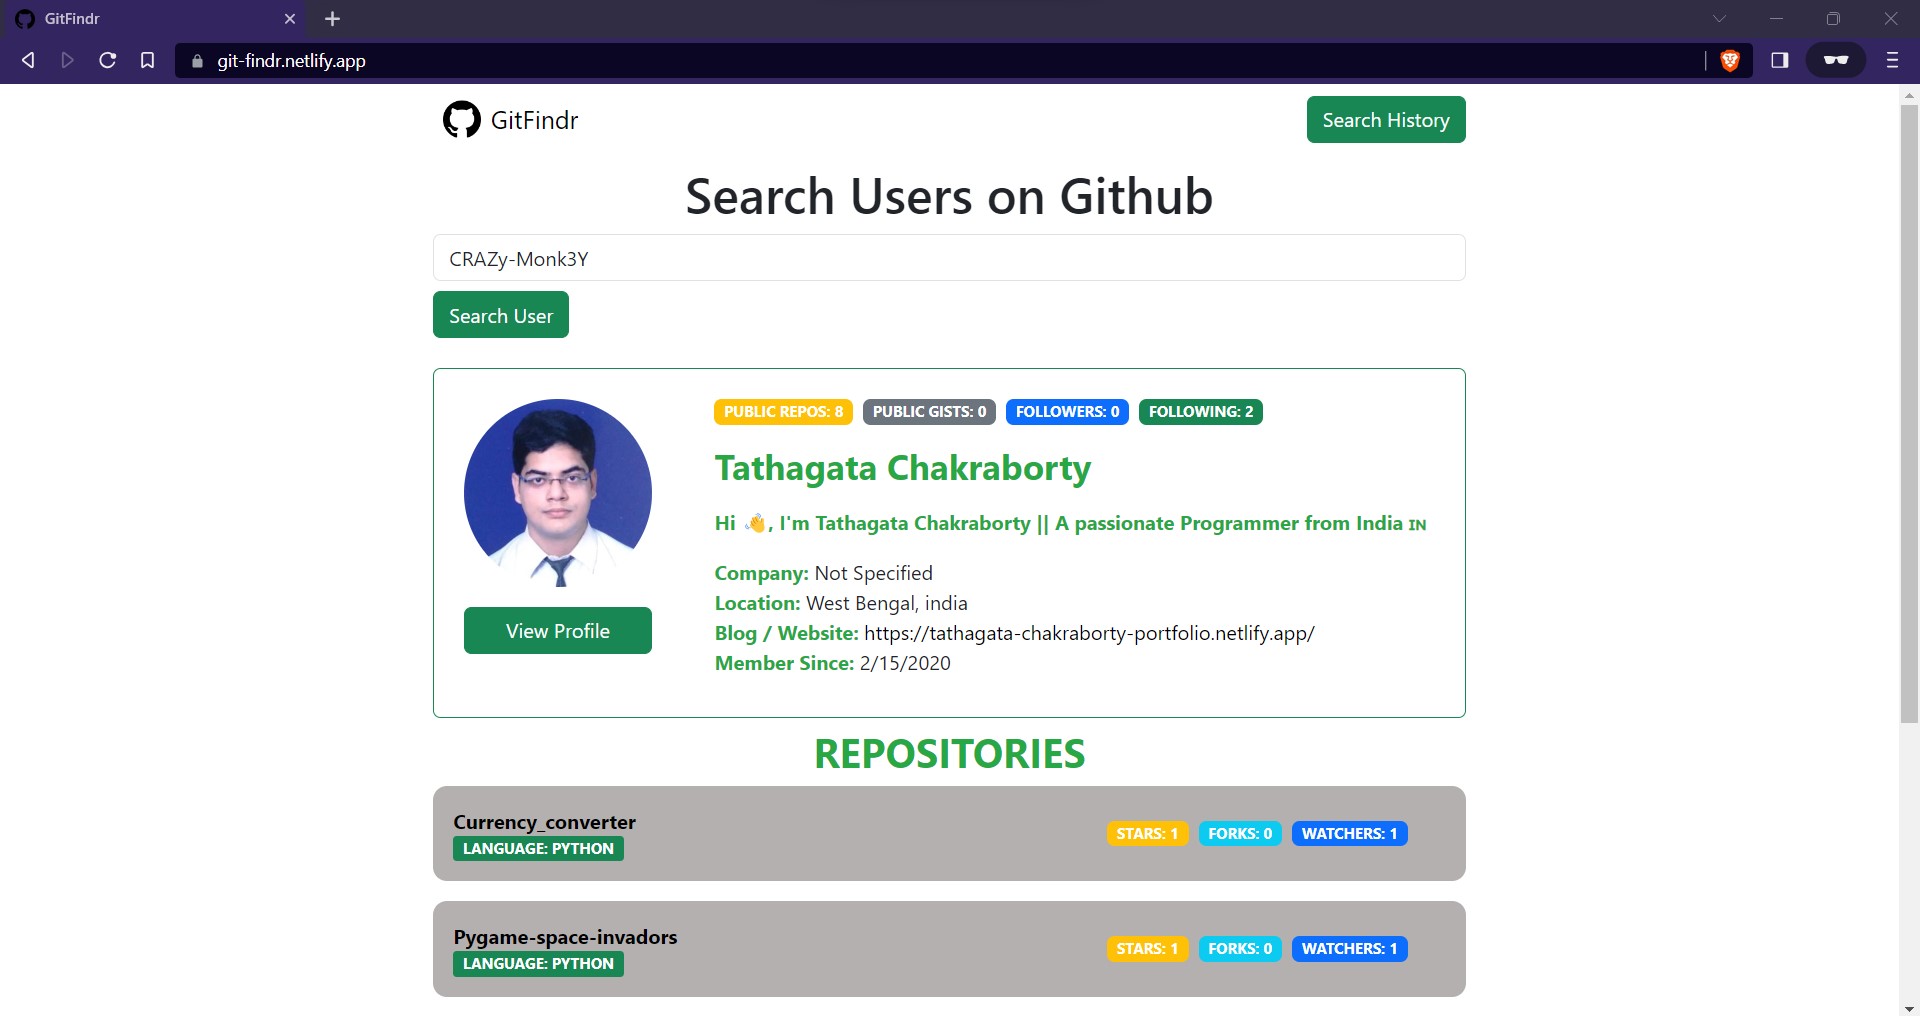 GitFindr
git-findr.netlify.app
GitFindr
Search History
Search Users on Github
CRAZy-Monk3Y
Search User
PUBLIC REPOS: 8 PUBLIC GISTS: 0 FOLLOWERS: 0 FOLLOWING: 2
Tathagata Chakraborty
Hi 👋, I'm Tathagata Chakraborty || A passionate Programmer from India IN
Company: Not Specified
Location: West Bengal, india
Blog / Website: https://tathagata-chakraborty-portfolio.netlify.app/
Member Since: 2/15/2020
View Profile
REPOSITORIES
Currency_converter
LANGUAGE: PYTHON
STARS: 1 FORKS: 0 WATCHERS: 1
Pygame-space-invadors
LANGUAGE: PYTHON
STARS: 1 FORKS: 0 WATCHERS: 1